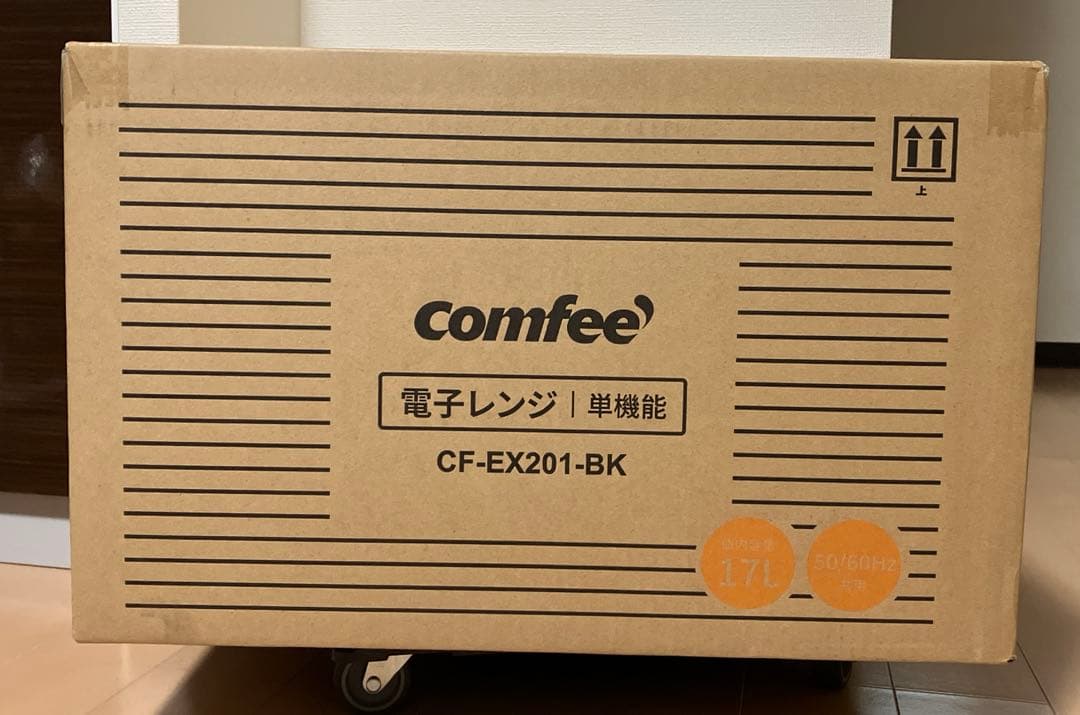 上
comfee'
電子レンジ｜単機能
CF-EX201-BK
庫内容量
17L
50/60Hz
共用